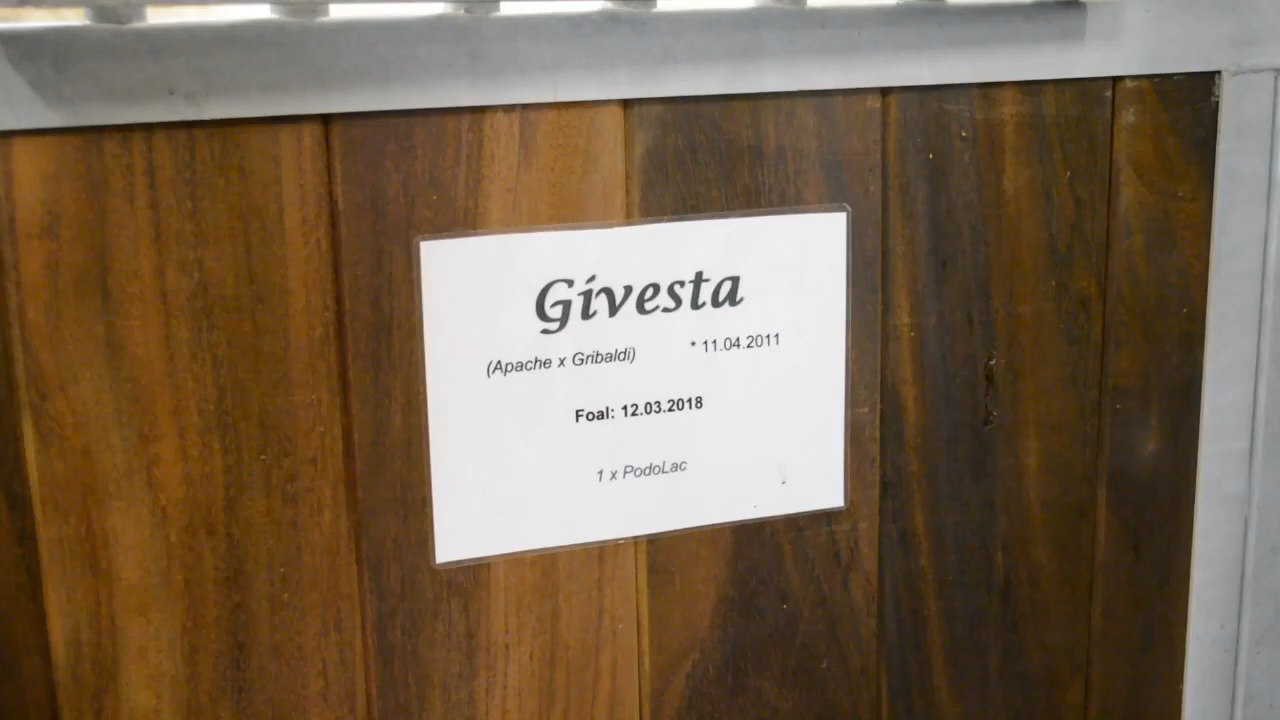 Givesta
(Apache x Gribaldi) * 11.04.2011
Foal: 12.03.2018
1 x PodoLac